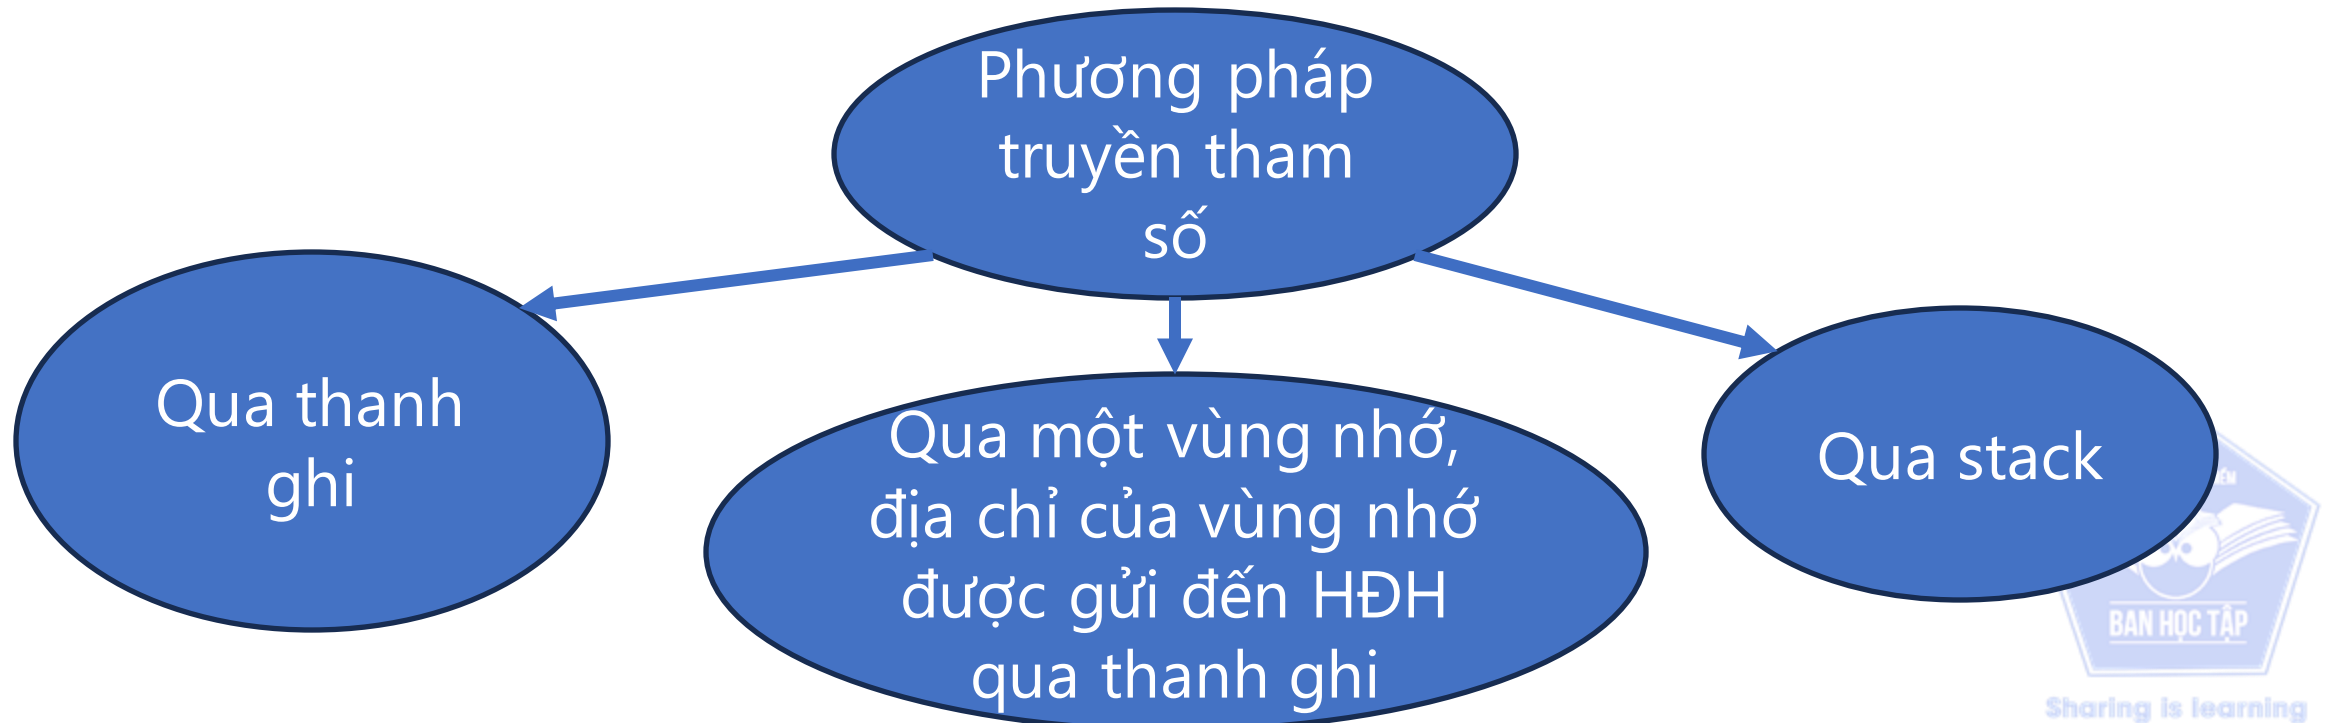 Phương pháp
truyền tham
số
Qua thanh
ghi
Qua một vùng nhớ,
địa chỉ của vùng nhớ
được gửi đến HĐH
qua thanh ghi
Qua stack
BAN HỌC TẬP
Sharing is learning